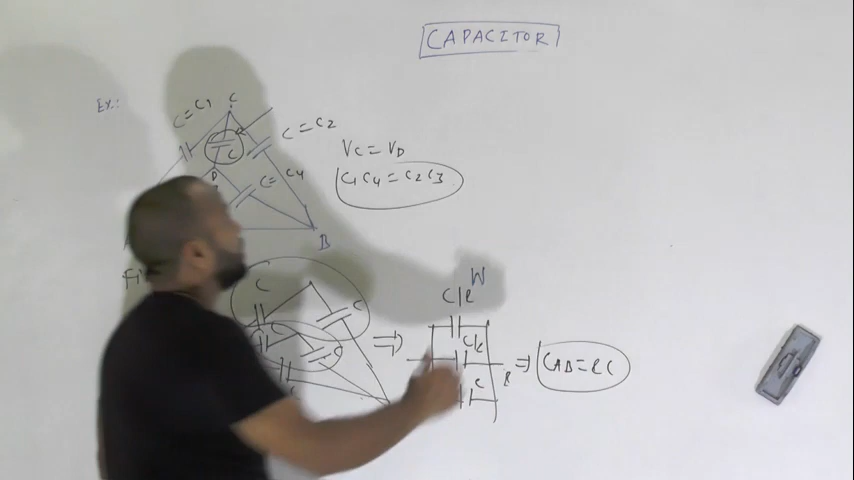 CAPACITOR
Ex.:
C
C = C1
C = C2
C
D
C = C4
B
VC = VD
C1C4 = C2C3
C
C
C
C
C
W
C/2
C/2
C
B
⇒
⇒ CAB = 2C